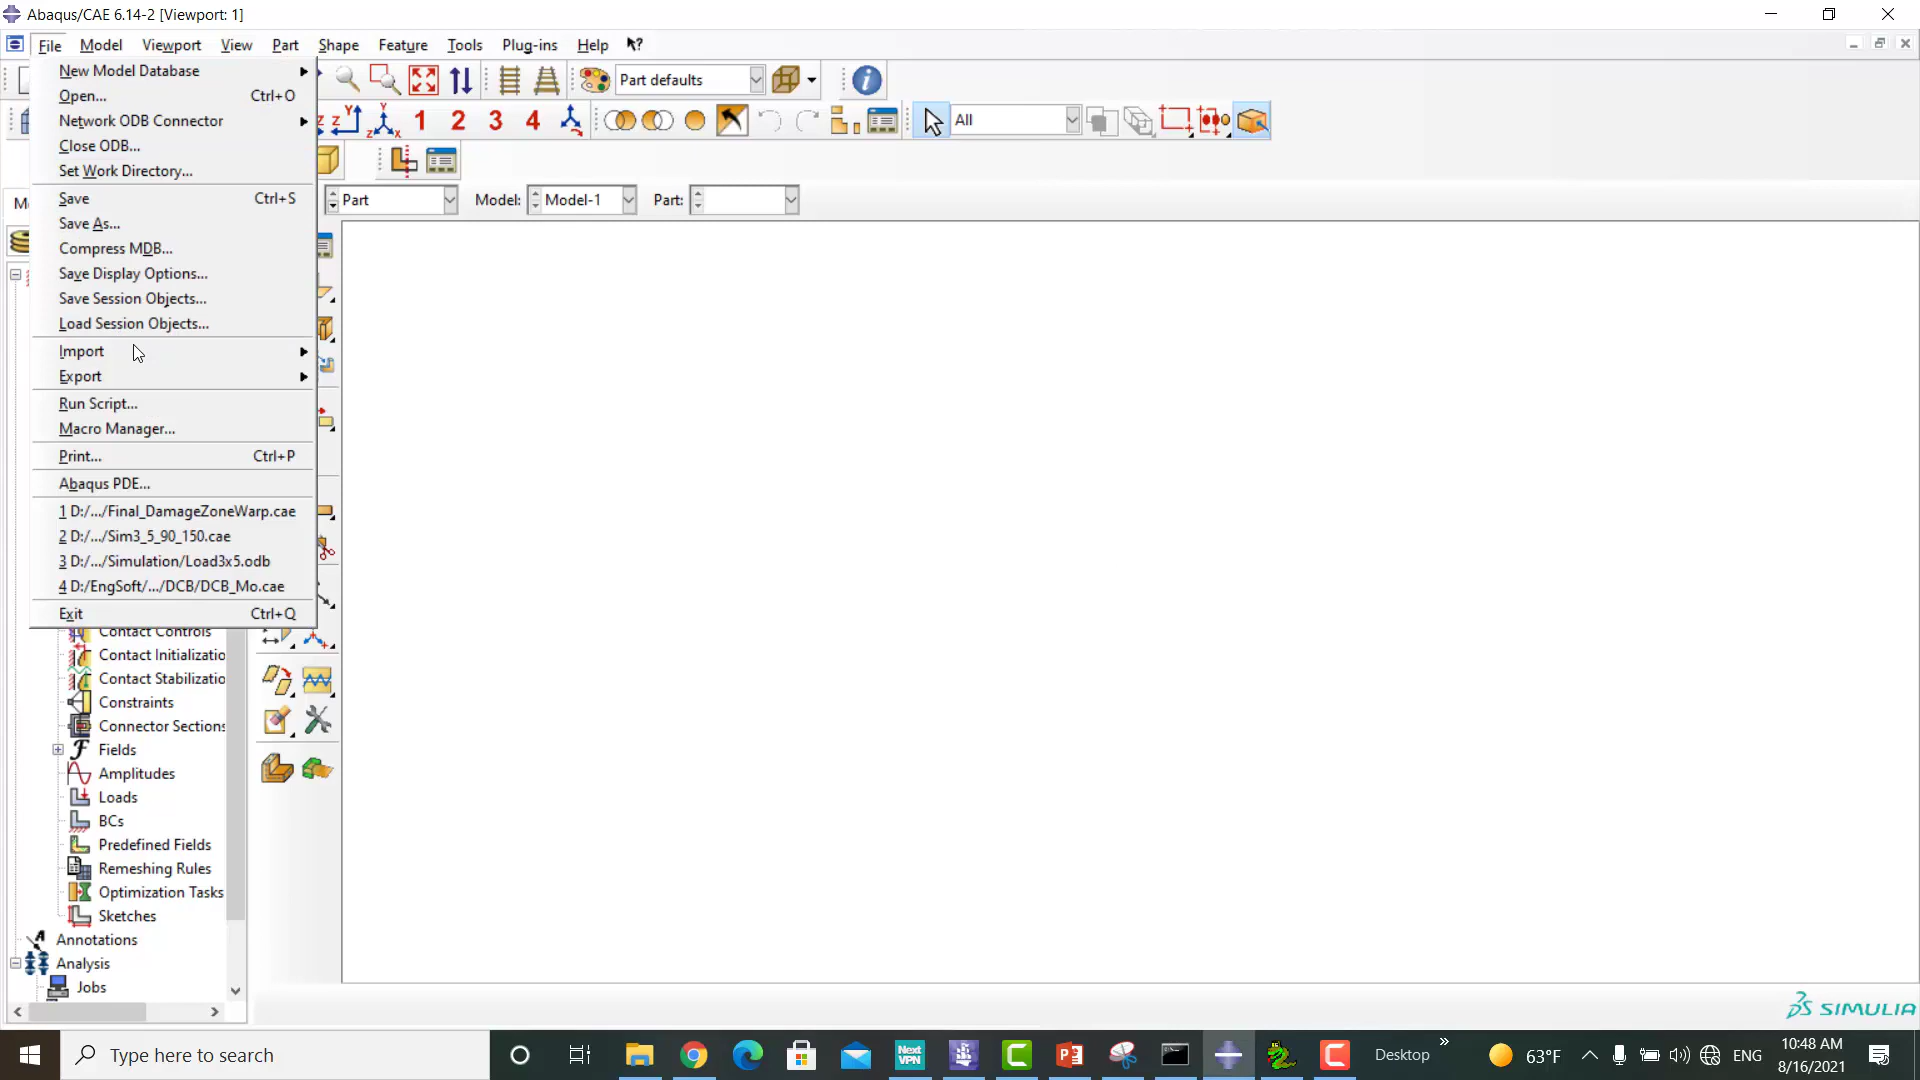 Abaqus/CAE 6.14-2 [Viewport: 1]
File Model Viewport View Part Shape Feature Tools Plug-ins Help
New Model Database
Open... Ctrl+O
Network ODB Connector
Close ODB...
Set Work Directory...
Save Ctrl+S
Save As...
Compress MDB...
Save Display Options...
Save Session Objects...
Load Session Objects...
Import
Export
Run Script...
Macro Manager...
Print... Ctrl+P
Abaqus PDE...
1 D:/.../Final_DamageZoneWarp.cae
2 D:/.../Sim3_5_90_150.cae
3 D:/.../Simulation/Load3x5.odb
4 D:/EngSoft/.../DCB/DCB_Mo.cae
Exit Ctrl+Q
Part defaults
1 2 3 4
All
Part Model: Model-1 Part:
Contact Controls
Contact Initializatio
Contact Stabilizatio
Constraints
Connector Sections
Fields
Amplitudes
Loads
BCs
Predefined Fields
Remeshing Rules
Optimization Tasks
Sketches
Annotations
Analysis
Jobs
SIMULIA
Type here to search
Next
VPN
Desktop
63°F
ENG
10:48 AM
8/16/2021